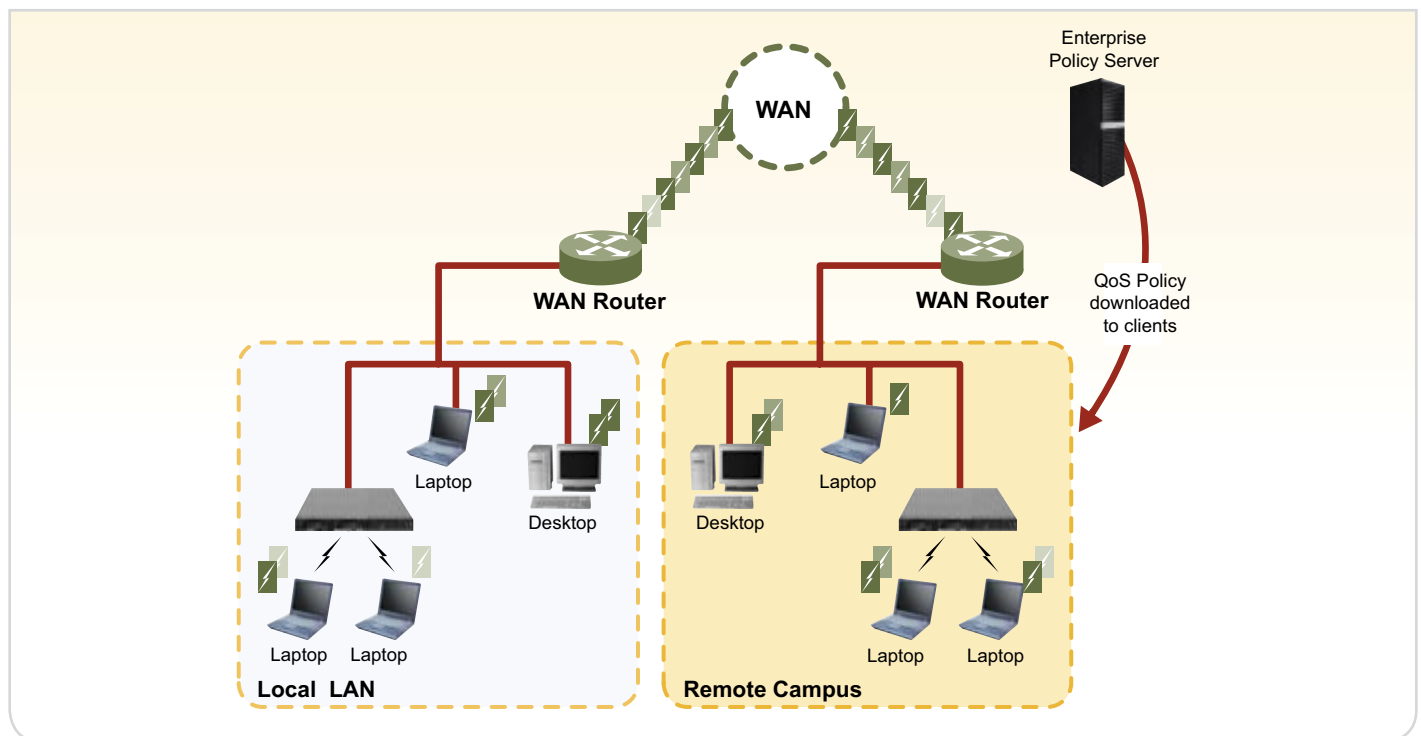 Enterprise
Policy Server
WAN
WAN Router
WAN Router
QoS Policy
downloaded
to clients
Laptop
Desktop
Laptop
Laptop
Local LAN
Desktop
Laptop
Laptop
Laptop
Remote Campus